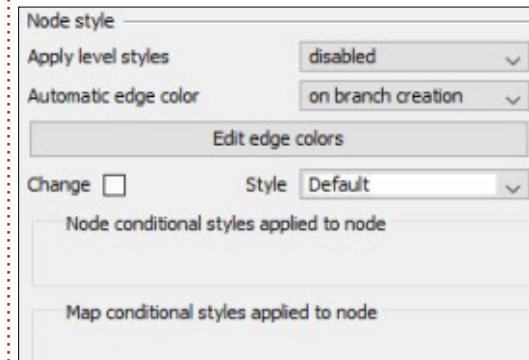 Node style
Apply level styles disabled
Automatic edge color on branch creation
Edit edge colors
Change Style Default
Node conditional styles applied to node
Map conditional styles applied to node